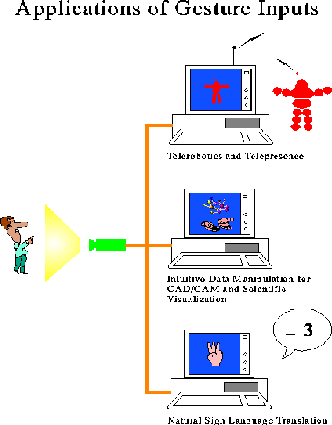 Applications of Gesture Inputs
Telerobotics and Telepresence
Intuitive Data Manipulation for
CAD/CAM and Scientific
Visualization
... 3
Natural Sign Language Translation